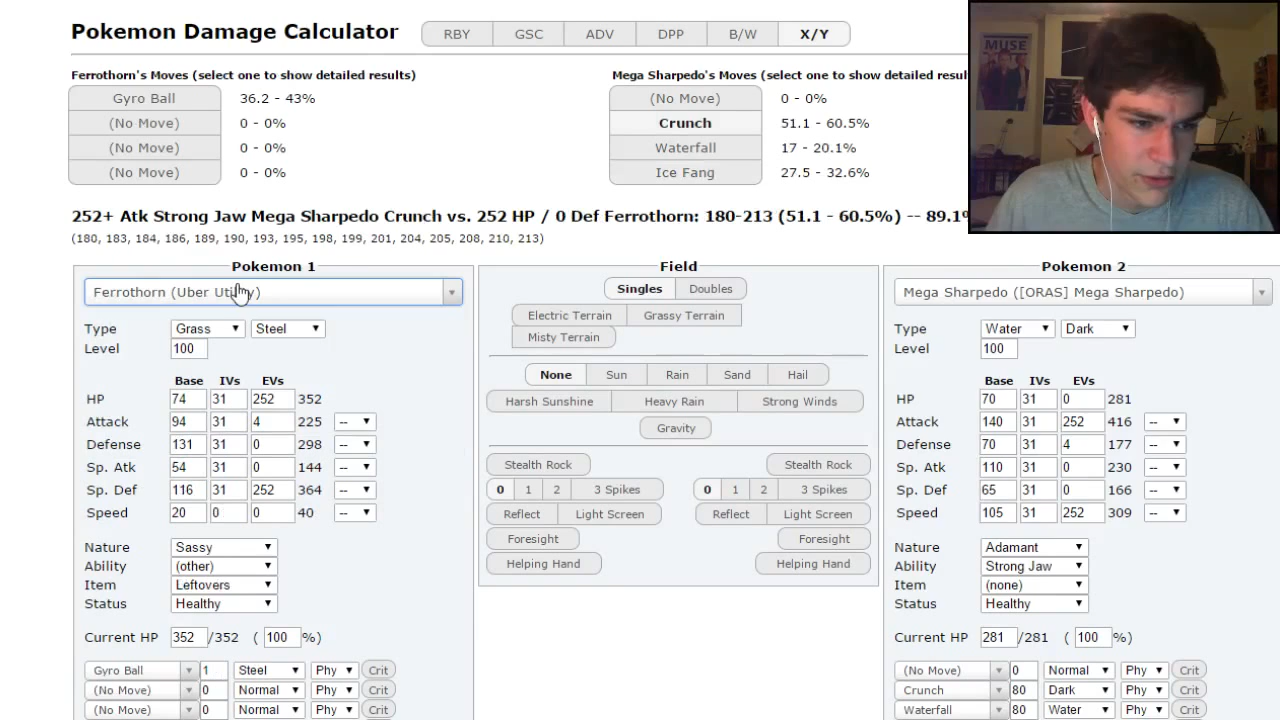 Pokemon Damage Calculator
RBY GSC ADV DPP B/W X/Y
MUSE
Ferrothorn's Moves (select one to show detailed results)
Mega Sharpedo's Moves (select one to show detailed resul
Gyro Ball 36.2 - 43%
(No Move) 0 - 0%
(No Move) 0 - 0%
Crunch 51.1 - 60.5%
(No Move) 0 - 0%
Waterfall 17 - 20.1%
(No Move) 0 - 0%
Ice Fang 27.5 - 32.6%
252+ Atk Strong Jaw Mega Sharpedo Crunch vs. 252 HP / 0 Def Ferrothorn: 180-213 (51.1 - 60.5%) -- 89.1%
(180, 183, 184, 186, 189, 190, 193, 195, 198, 199, 201, 204, 205, 208, 210, 213)
Pokemon 1
Ferrothorn (Uber Utility)
Type Grass Steel
Level 100
Base IVs EVs
HP 74 31 252 352
Attack 94 31 4 225 --
Defense 131 31 0 298 --
Sp. Atk 54 31 0 144 --
Sp. Def 116 31 252 364 --
Speed 20 0 0 40 --
Nature Sassy
Ability (other)
Item Leftovers
Status Healthy
Current HP 352 /352 ( 100 %)
Gyro Ball 1 Steel Phy Crit
(No Move) 0 Normal Phy Crit
(No Move) 0 Normal Phy Crit
Field
Singles Doubles
Electric Terrain Grassy Terrain
Misty Terrain
None Sun Rain Sand Hail
Harsh Sunshine Heavy Rain Strong Winds
Gravity
Stealth Rock Stealth Rock
0 1 2 3 Spikes 0 1 2 3 Spikes
Reflect Light Screen Reflect Light Screen
Foresight Foresight
Helping Hand Helping Hand
Pokemon 2
Mega Sharpedo ([ORAS] Mega Sharpedo)
Type Water Dark
Level 100
Base IVs EVs
HP 70 31 0 281
Attack 140 31 252 416 --
Defense 70 31 4 177 --
Sp. Atk 110 31 0 230 --
Sp. Def 65 31 0 166 --
Speed 105 31 252 309 --
Nature Adamant
Ability Strong Jaw
Item (none)
Status Healthy
Current HP 281 /281 ( 100 %)
(No Move) 0 Normal Phy Crit
Crunch 80 Dark Phy Crit
Waterfall 80 Water Phy Crit